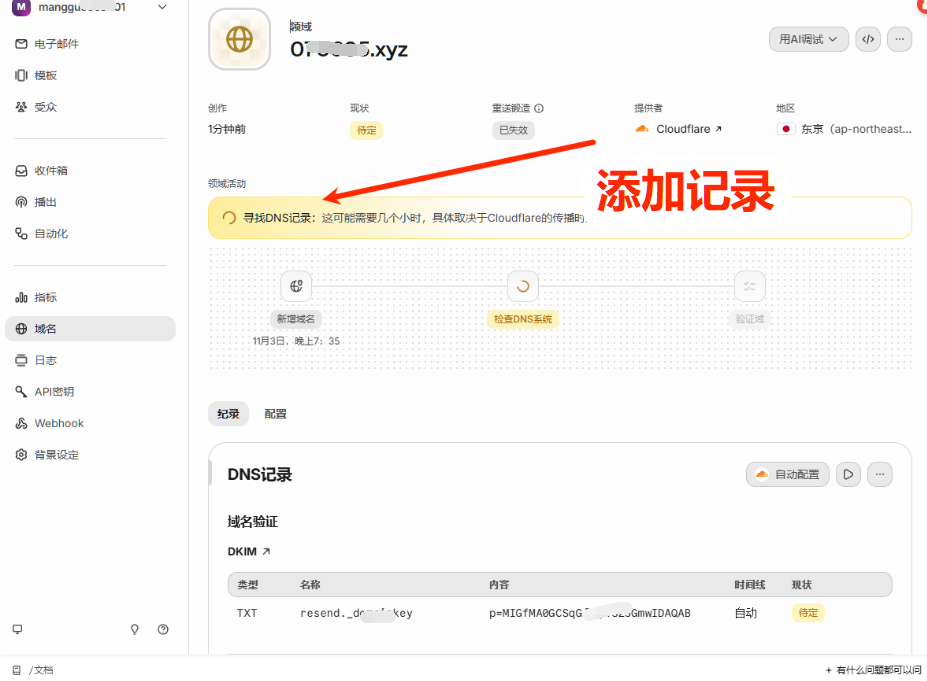 M
电子邮件
模板
受众
收件箱
播出
自动化
指标
域名
日志
API密钥
Webhook
背景设定
/文档
领域
.xyz
用AI调试
创作
现状
重送锻造
提供者
地区
1分钟前
待定
已失效
Cloudflare
东京 (ap-northeast...
领域活动
添加记录
寻找DNS记录：这可能需要几个小时，具体取决于Cloudflare的传播时
新增域名
检查DNS系统
验证域
11月3日，晚上7：35
纪录
配置
DNS记录
自动配置
域名验证
DKIM
类型 名称 内容 时间线 现状
TXT resend._do key p=MIGfMA0GCSqG GmwIDAQAB 自动 待定
+ 有什么问题都可以问